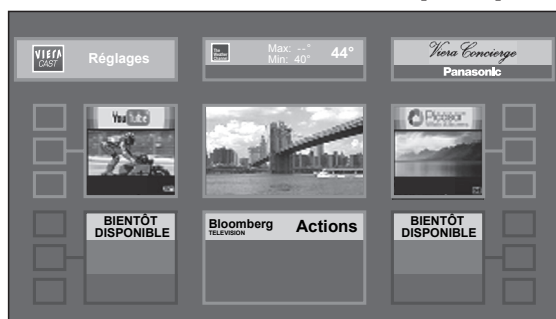 VIERA
CAST
Réglages
The
Weather
Channel
Max: --°
Min: 40°
44°
Viera Concierge
Panasonic
YouTube
Picasa
BIENTÔT
DISPONIBLE
Bloomberg
TELEVISION
Actions
BIENTÔT
DISPONIBLE